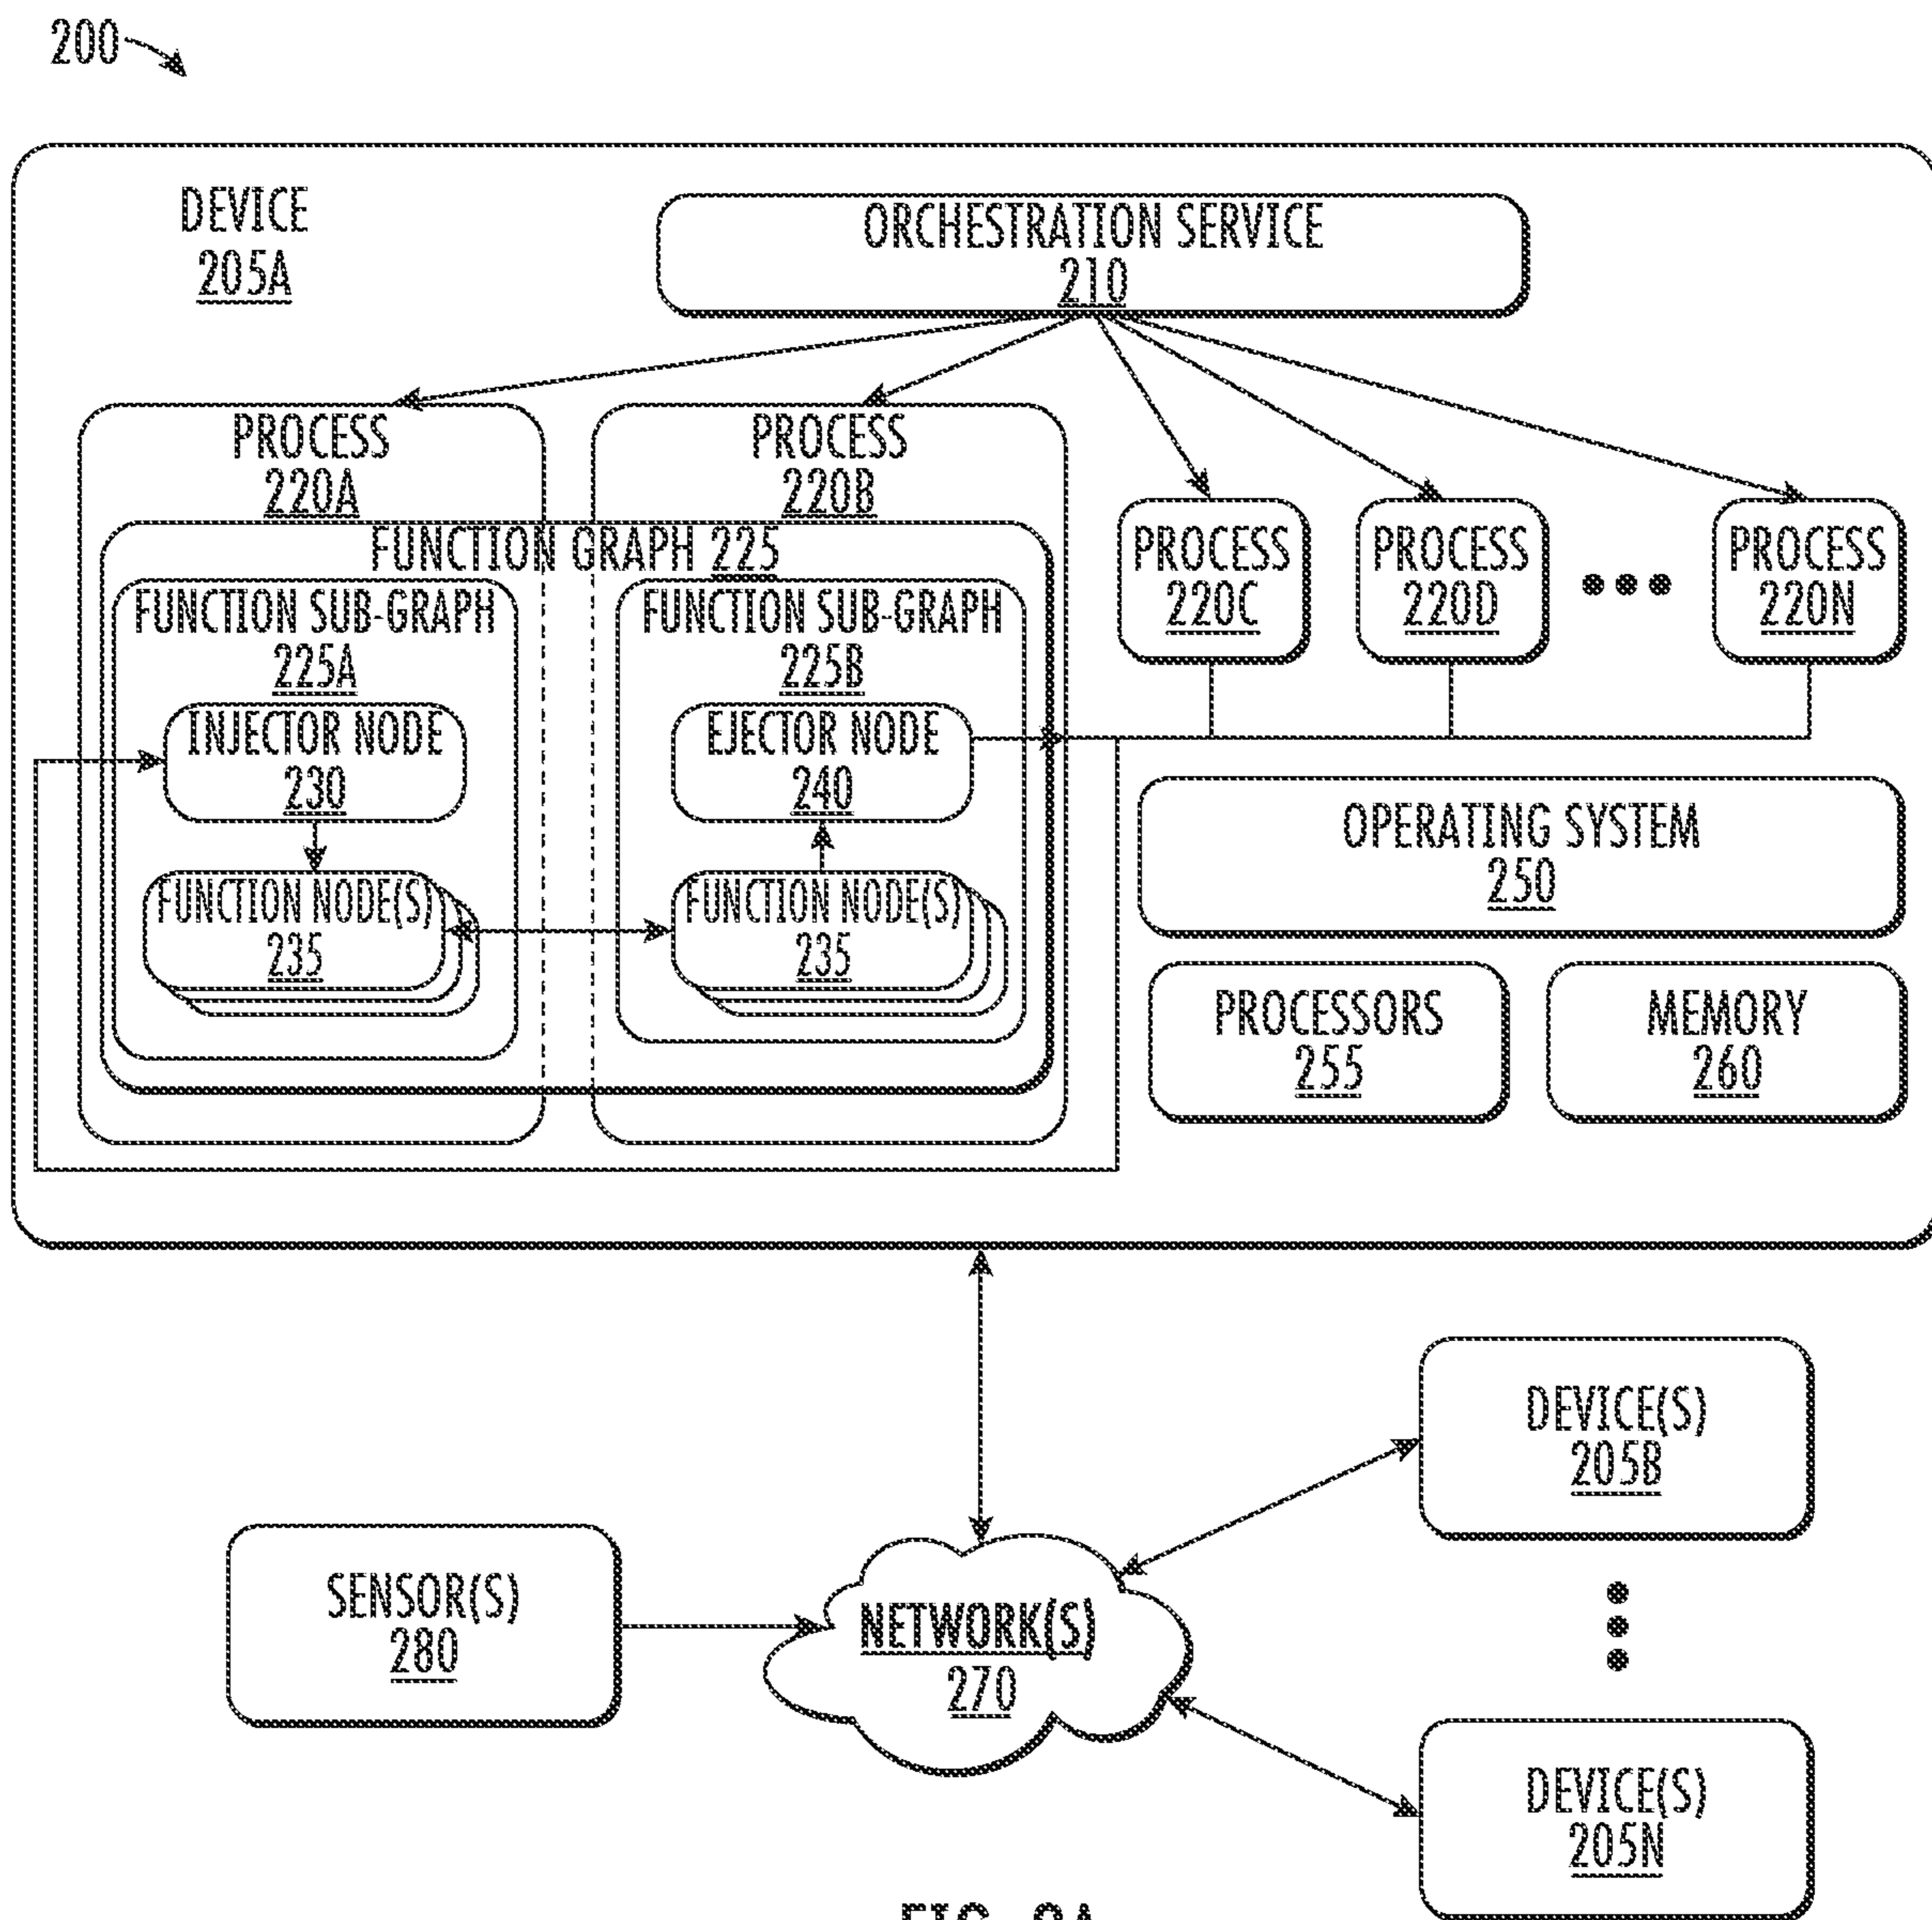 200
DEVICE
205A
ORCHESTRATION SERVICE
210
PROCESS
220A
PROCESS
220B
FUNCTION GRAPH 225
FUNCTION SUB-GRAPH
225A
INJECTOR NODE
230
FUNCTION NODE(S)
235
FUNCTION SUB-GRAPH
225B
EJECTOR NODE
240
FUNCTION NODE(S)
235
PROCESS
220C
PROCESS
220D
PROCESS
220N
OPERATING SYSTEM
250
PROCESSORS
255
MEMORY
260
SENSOR(S)
280
NETWORK(S)
270
DEVICE(S)
205B
DEVICE(S)
205N